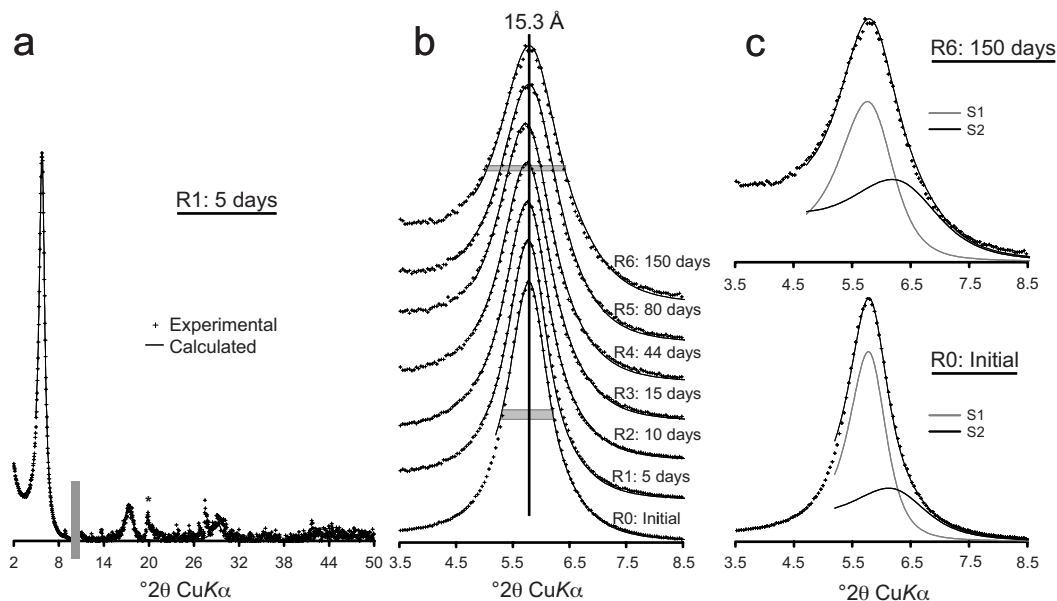 a
R1: 5 days
+ Experimental
— Calculated
*
2 8 14 20 26 32 38 44 50
°2θ CuKα
b
15.3 Å
R6: 150 days
R5: 80 days
R4: 44 days
R3: 15 days
R2: 10 days
R1: 5 days
R0: Initial
3.5 4.5 5.5 6.5 7.5 8.5
°2θ CuKα
c
R6: 150 days
S1
S2
3.5 4.5 5.5 6.5 7.5 8.5
R0: Initial
S1
S2
3.5 4.5 5.5 6.5 7.5 8.5
°2θ CuKα